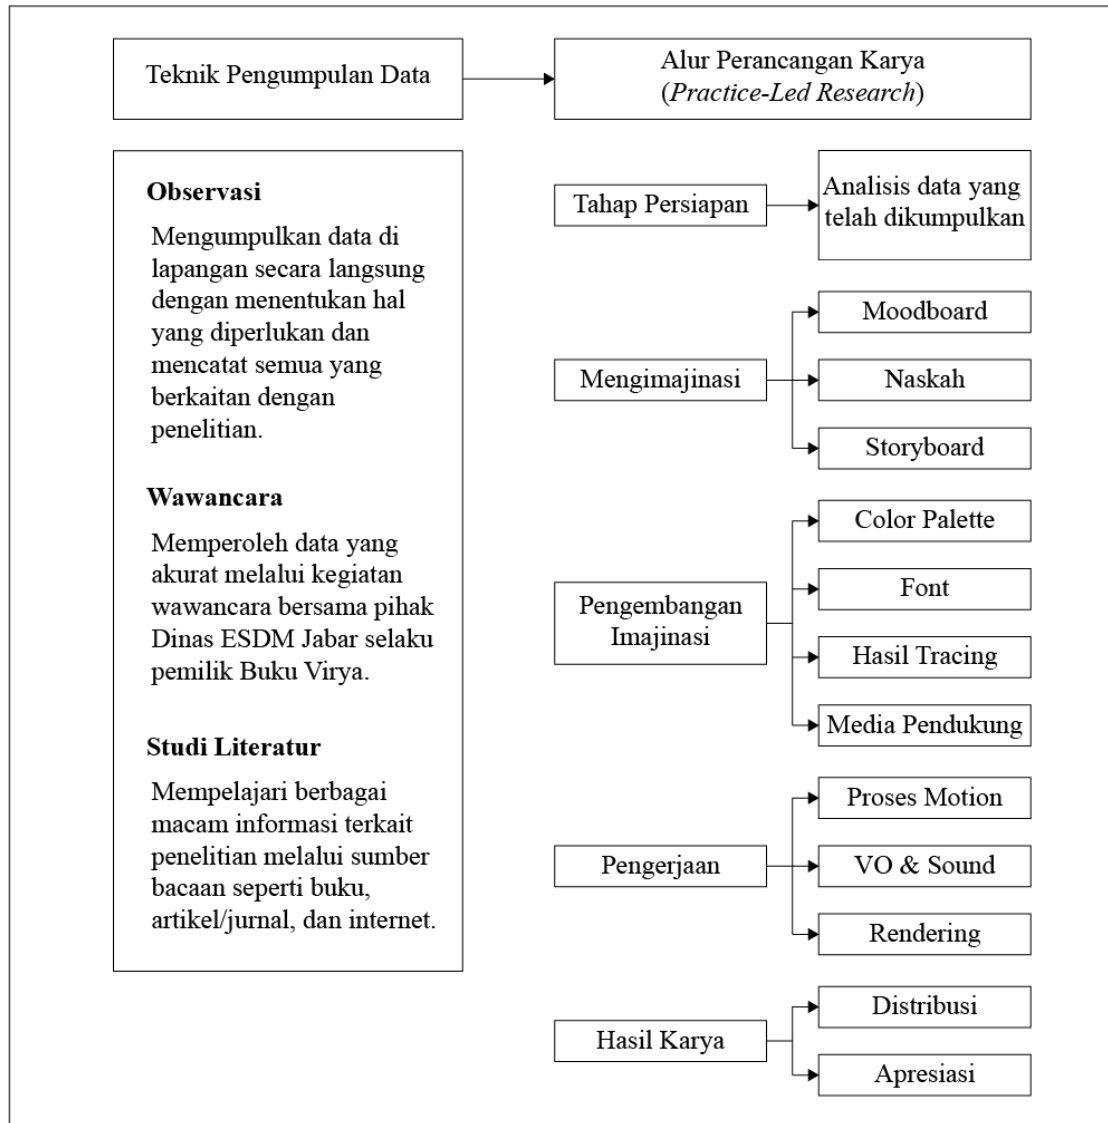 Teknik Pengumpulan Data
Alur Perancangan Karya
(Practice-Led Research)
Observasi
Mengumpulkan data di
lapangan secara langsung
dengan menentukan hal
yang diperlukan dan
mencatat semua yang
berkaitan dengan
penelitian.
Wawancara
Memperoleh data yang
akurat melalui kegiatan
wawancara bersama pihak
Dinas ESDM Jabar selaku
pemilik Buku Virya.
Studi Literatur
Mempelajari berbagai
macam informasi terkait
penelitian melalui sumber
bacaan seperti buku,
artikel/jurnal, dan internet.
Tahap Persiapan
Analisis data yang
telah dikumpulkan
Mengimajinasi
Moodboard
Naskah
Storyboard
Pengembangan
Imajinasi
Color Palette
Font
Hasil Tracing
Media Pendukung
Pengerjaan
Proses Motion
VO & Sound
Rendering
Hasil Karya
Distribusi
Apresiasi